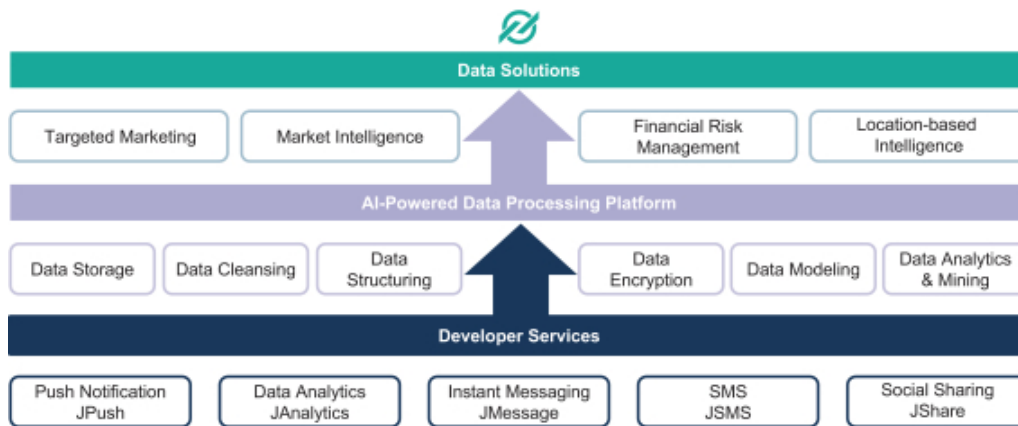 Data Solutions
Targeted Marketing
Market Intelligence
Financial Risk
Management
Location-based
Intelligence
AI-Powered Data Processing Platform
Data Storage
Data Cleansing
Data
Structuring
Data
Encryption
Data Modeling
Data Analytics
& Mining
Developer Services
Push Notification
JPush
Data Analytics
JAnalytics
Instant Messaging
JMessage
SMS
JSMS
Social Sharing
JShare